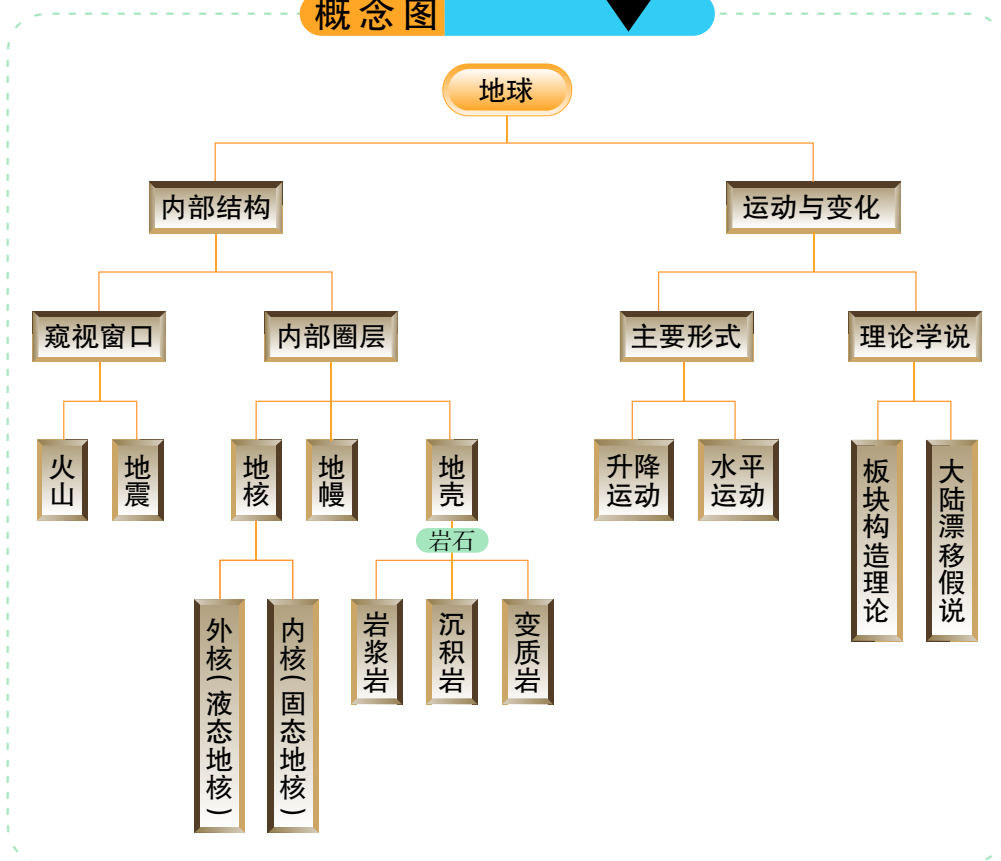 概念图
地球
内部结构
运动与变化
窥视窗口
内部圈层
主要形式
理论学说
火山
地震
地核
地幔
地壳
升降
运动
水平
运动
板块构造理论
大陆漂移假说
岩石
外核(液态地核)
内核(固态地核)
岩浆岩
沉积岩
变质岩